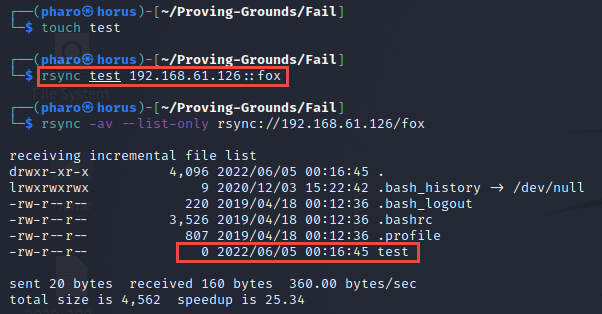 ┌──(pharo㉿horus)-[~/Proving-Grounds/Fail]
└─$ touch test
┌──(pharo㉿horus)-[~/Proving-Grounds/Fail]
└─$ rsync test 192.168.61.126::fox
File System
┌──(pharo㉿horus)-[~/Proving-Grounds/Fail]
└─$ rsync -av --list-only rsync://192.168.61.126/fox
receiving incremental file list
drwxr-xr-x          4,096 2022/06/05 00:16:45 .
lrwxrwxrwx              9 2020/12/03 15:22:42 .bash_history → /dev/null
-rw-r--r--            220 2019/04/18 00:12:36 .bash_logout
-rw-r--r--          3,526 2019/04/18 00:12:36 .bashrc
-rw-r--r--            807 2019/04/18 00:12:36 .profile
-rw-r--r--              0 2022/06/05 00:16:45 test
sent 20 bytes  received 160 bytes  360.00 bytes/sec
total size is 4,562  speedup is 25.34